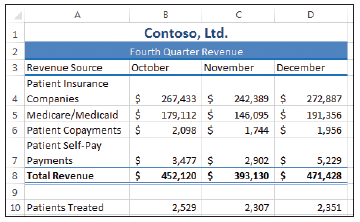 A B C D
1 Contoso, Ltd.
2 Fourth Quarter Revenue
3 Revenue Source October November December
Patient Insurance
4 Companies $ 267,433 $ 242,389 $ 272,887
5 Medicare/Medicaid $ 179,112 $ 146,095 $ 191,356
6 Patient Copayments $ 2,098 $ 1,744 $ 1,956
Patient Self-Pay
7 Payments $ 3,477 $ 2,902 $ 5,229
8 Total Revenue $ 452,120 $ 393,130 $ 471,428
9
10 Patients Treated 2,529 2,307 2,351